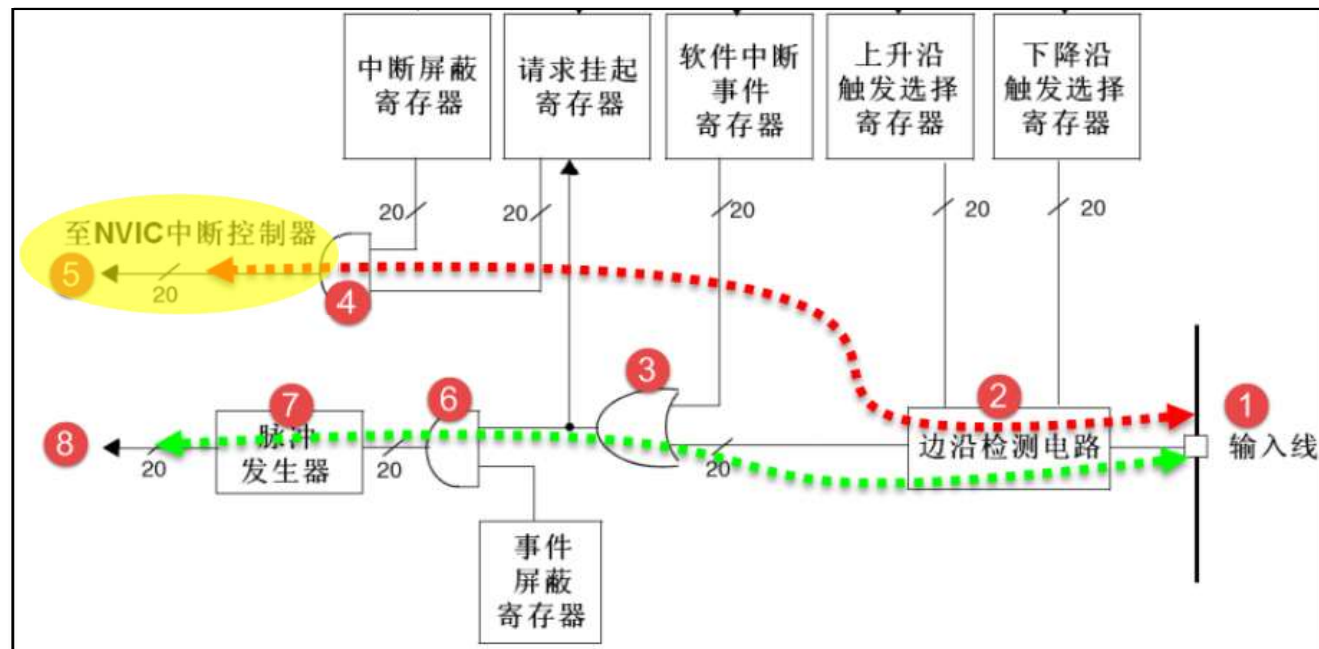 中断屏蔽
寄存器
请求挂起
寄存器
软件中断
事件
寄存器
上升沿
触发选择
寄存器
下降沿
触发选择
寄存器
20
20
20
20
20
至NVIC中断控制器
5
20
4
3
2
1
6
7
8
脉冲
发生器
20
20
20
边沿检测电路
输入线
事件
屏蔽
寄存器